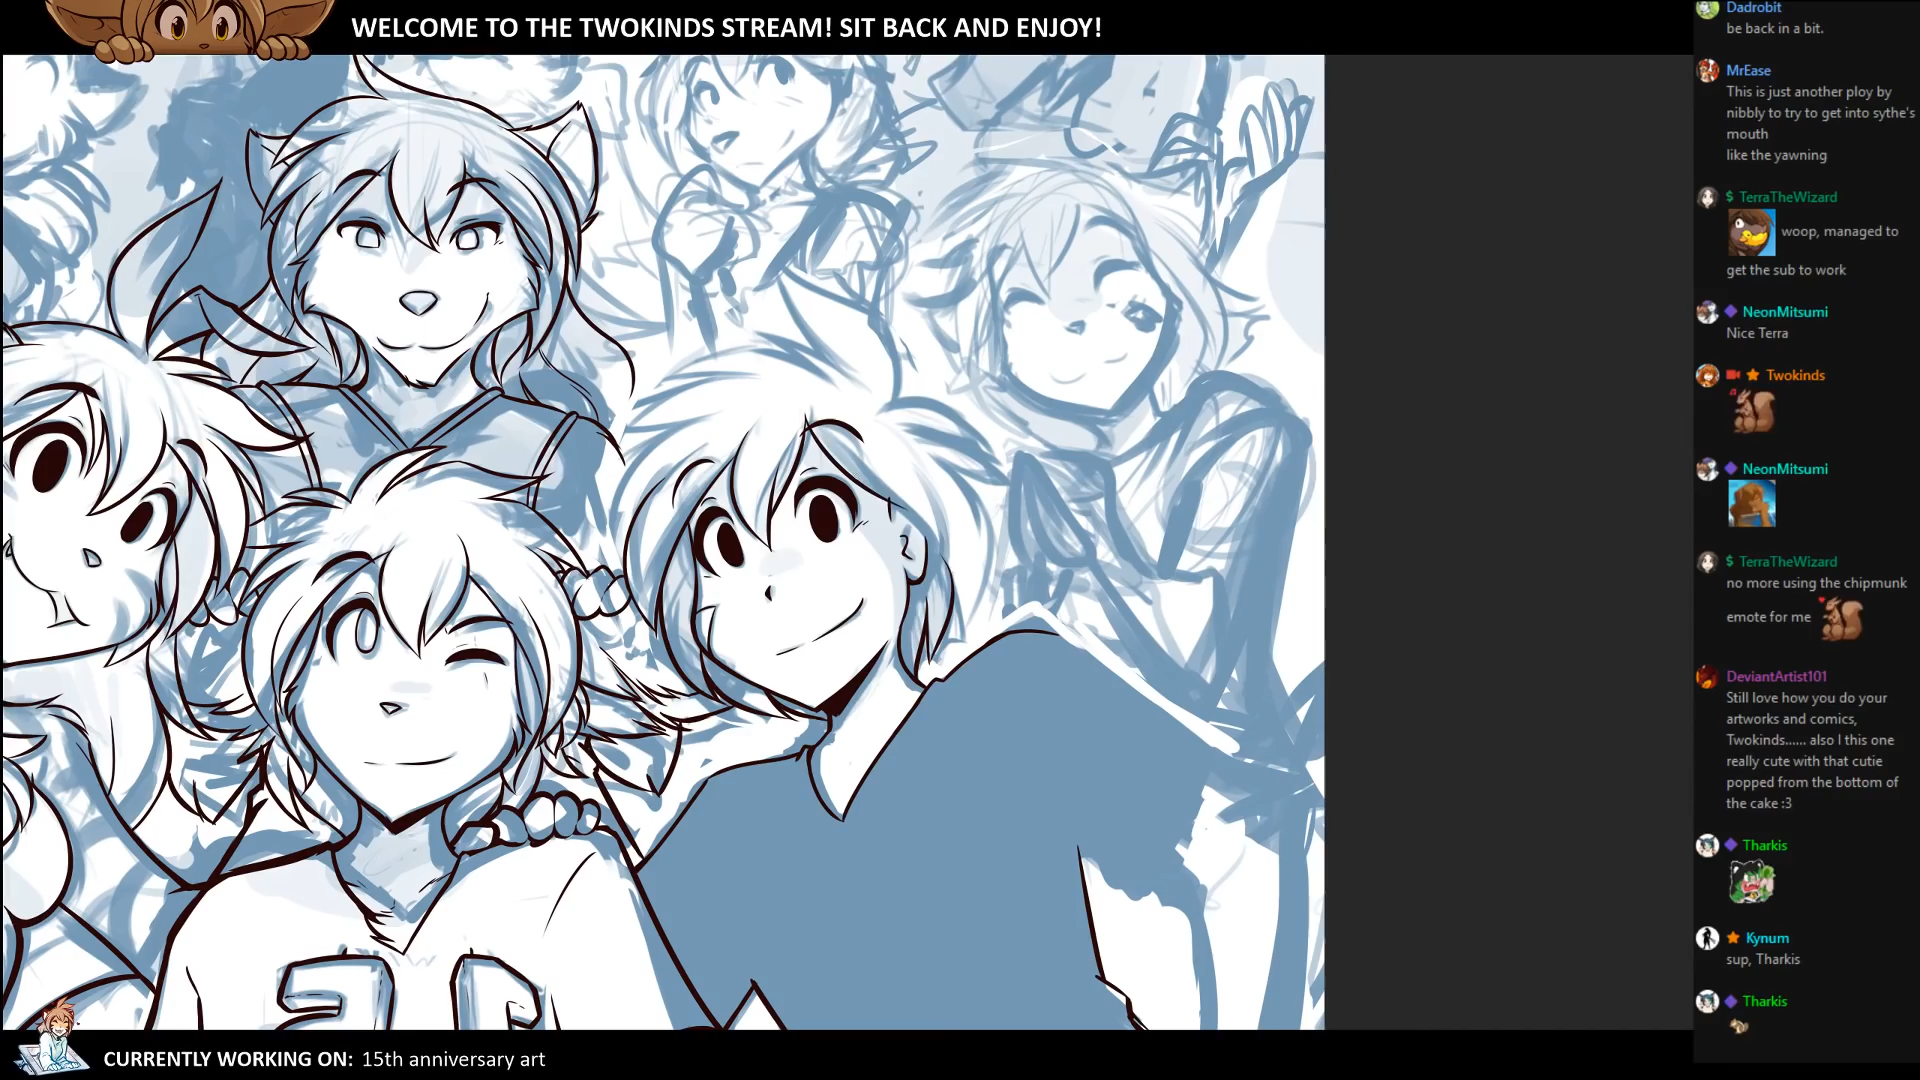 WELCOME TO THE TWOKINDS STREAM! SIT BACK AND ENJOY!
Dadrobit
be back in a bit.
MrEase
This is just another ploy by
nibbly to try to get into sythe's
mouth
like the yawning
$ TerraTheWizard
woop, managed to
get the sub to work
NeonMitsumi
Nice Terra
Twokinds
NeonMitsumi
$ TerraTheWizard
no more using the chipmunk
emote for me
DeviantArtist101
Still love how you do your
artworks and comics,
Twokinds...... also I this one
really cute with that cutie
popped from the bottom of
the cake :3
Tharkis
Kynum
sup, Tharkis
Tharkis
CURRENTLY WORKING ON: 15th anniversary art